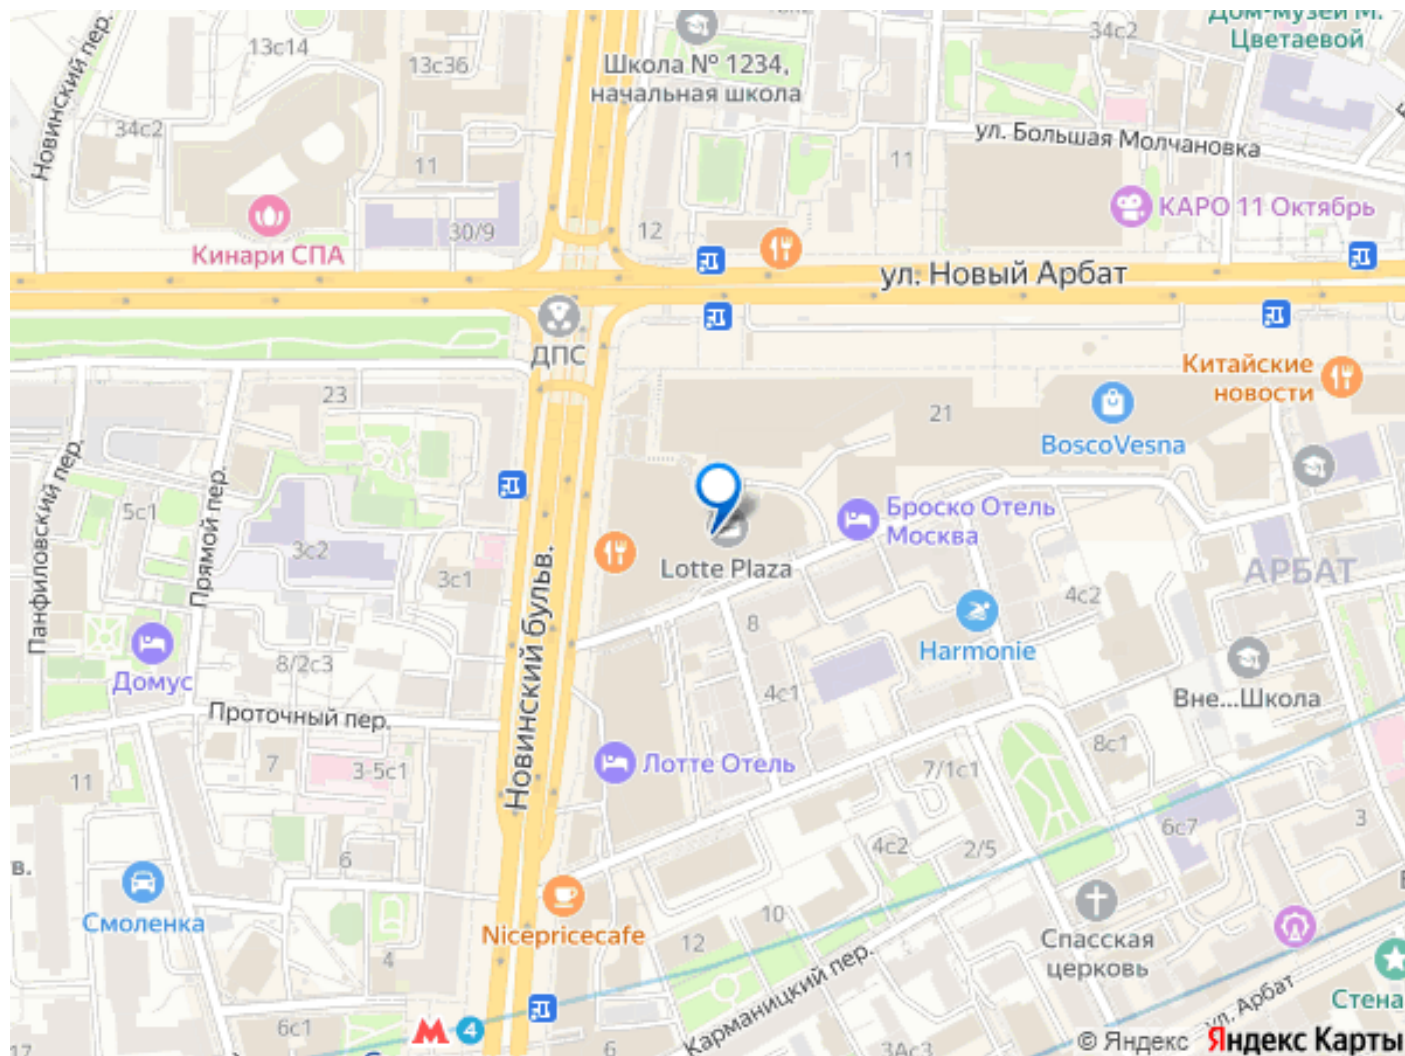 Новинский пер.
13с14
13с36
34с2
11
30/9
Кинари СПА
Школа № 1234,
начальная школа
12
11
34с2
Дом-музей М.
Цветаевой
ул. Большая Молчановка
КАРО 11 Октябрь
ул. Новый Арбат
ДПС
Китайские
новости
21
BoscoVesna
23
Панфиловский пер.
Прямой пер.
5с1
3с2
3с1
Новинский бульв.
Lotte Plaza
Броско Отель
Москва
АРБАТ
4с2
8
Harmonie
Домус
8/2с3
Проточный пер.
4с1
Вне...Школа
Лотте Отель
7/1с1
8с1
11
7
3-5с1
6с7
3
4с2
2/5
6
в.
Смоленка
Nicepricecafe
10
12
4
Карманицкий пер.
Спасская
церковь
ул. Арбат
Стена
6с1
4
17
6
3Ас3
© Яндекс Яндекс Карты